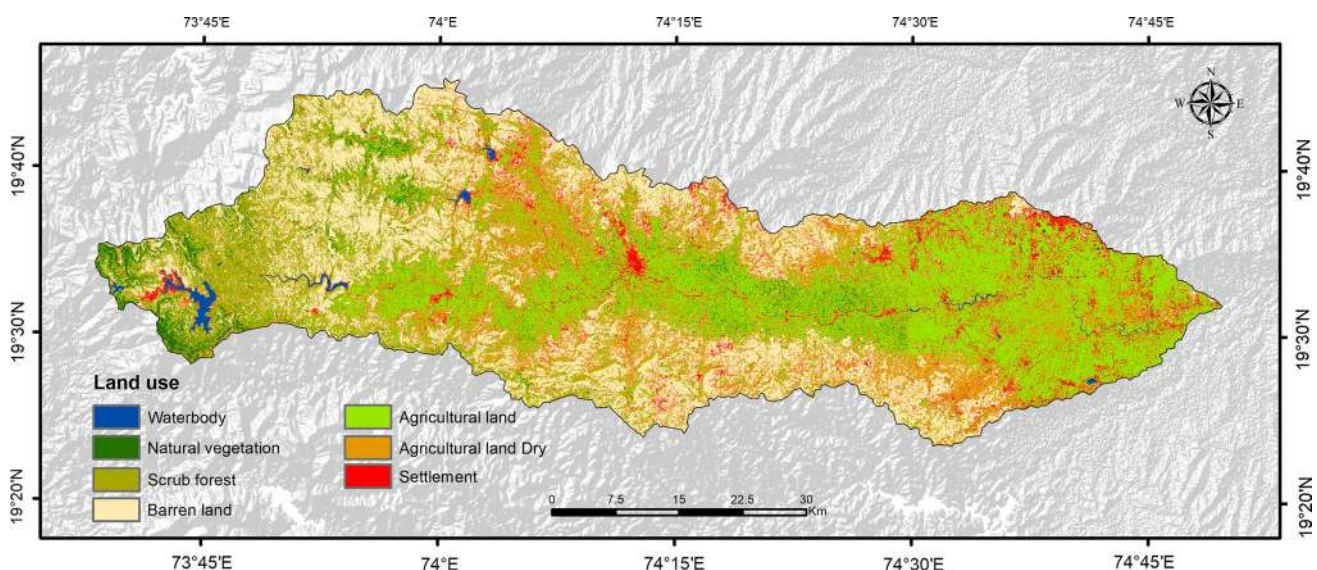 73°45'E 74°E 74°15'E 74°30'E 74°45'E
N
W E
S
19°40'N 19°40'N
19°30'N 19°30'N
19°20'N 19°20'N
Land use
Waterbody
Natural vegetation
Scrub forest
Barren land
Agricultural land
Agricultural land Dry
Settlement
0 7.5 15 22.5 30
Km
73°45'E 74°E 74°15'E 74°30'E 74°45'E